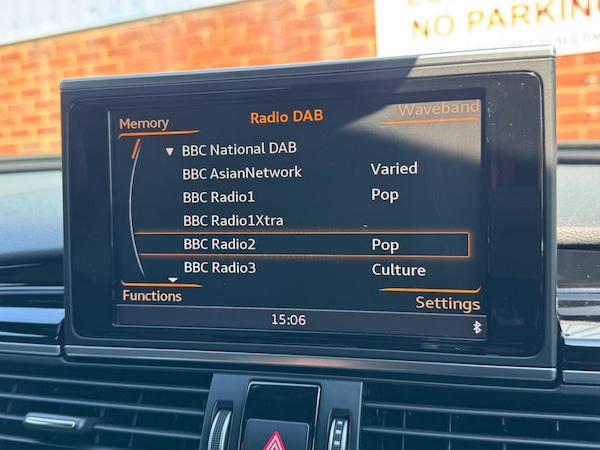 NO PARKING
Memory
Radio DAB
Waveband
BBC National DAB
BBC AsianNetwork Varied
BBC Radio1 Pop
BBC Radio1Xtra
BBC Radio2 Pop
BBC Radio3 Culture
Functions
Settings
15:06